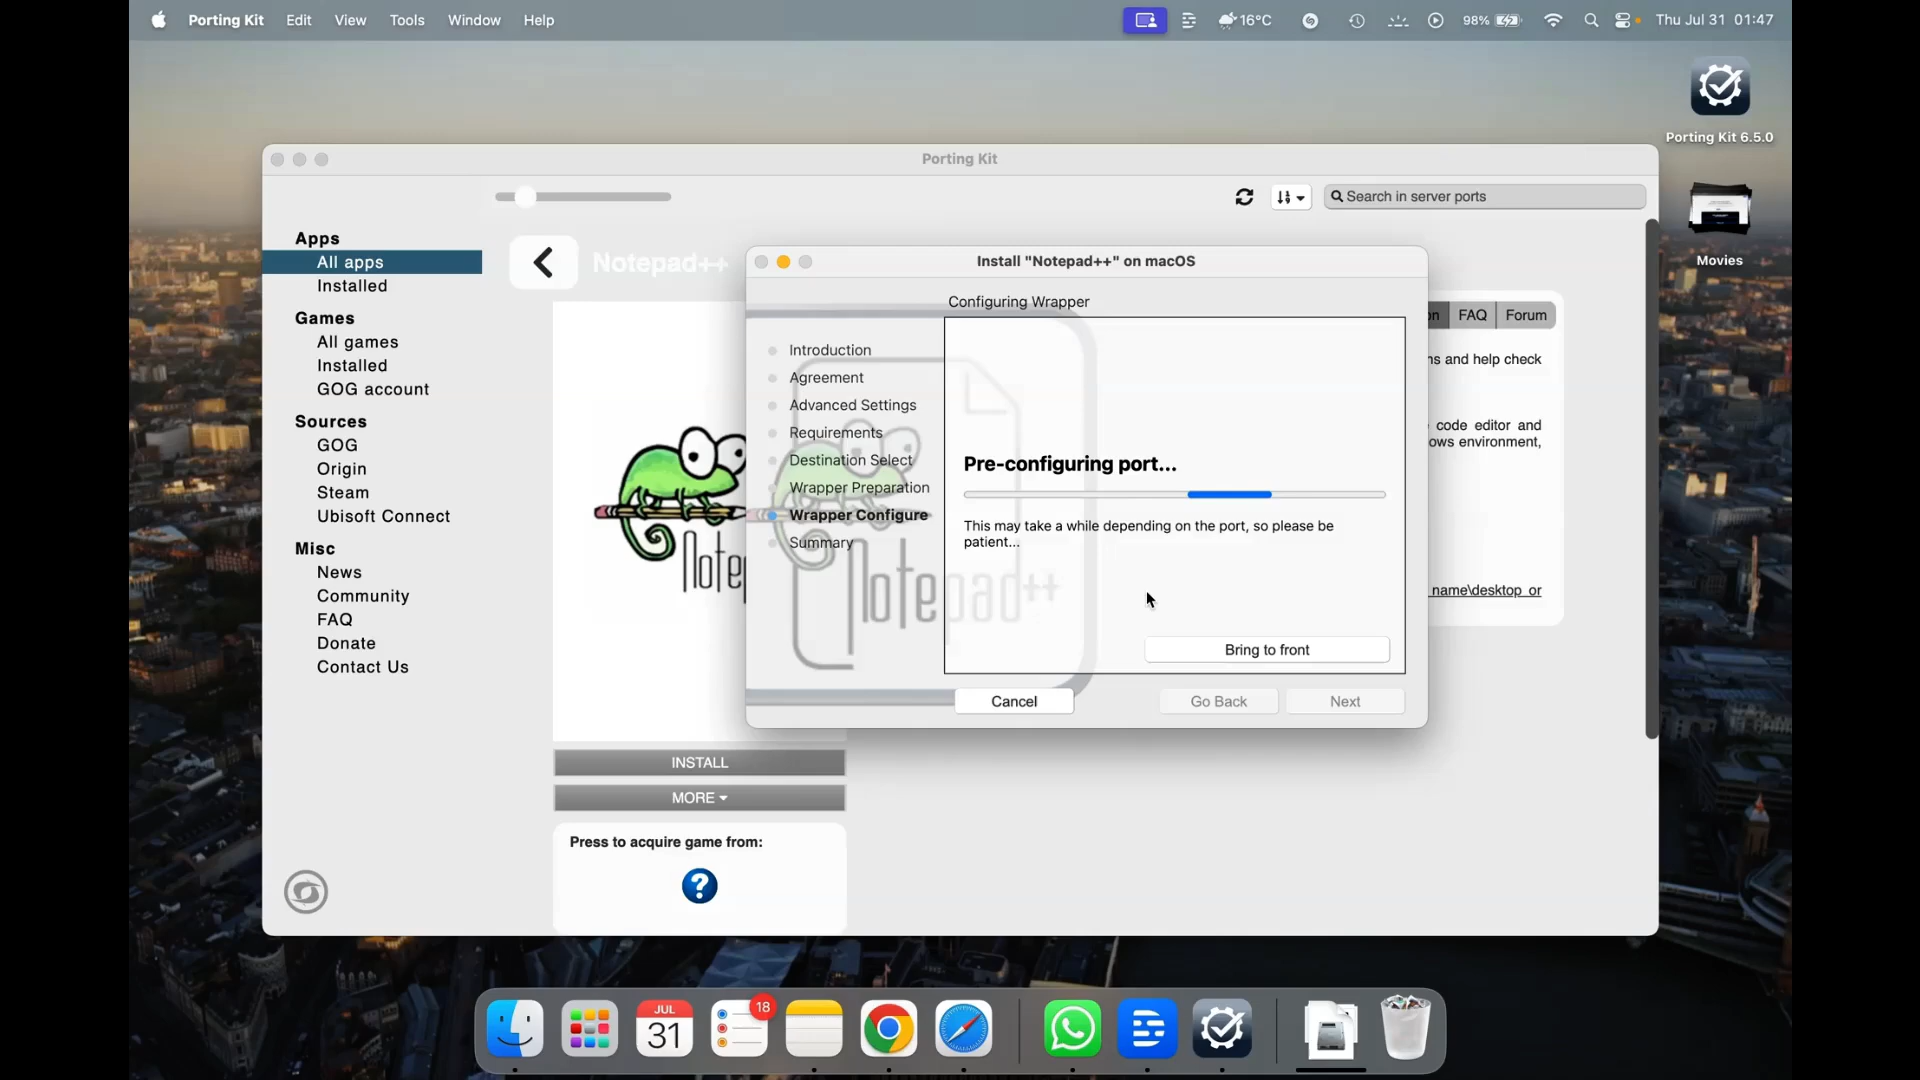 Porting Kit Edit View Tools Window Help
16°C 98% Thu Jul 31 01:47
Porting Kit 6.5.0
Movies
Porting Kit
Search in server ports
Apps
All apps
Installed
Games
All games
Installed
GOG account
Sources
GOG
Origin
Steam
Ubisoft Connect
Misc
News
Community
FAQ
Donate
Contact Us
Notepad++
Install "Notepad++" on macOS
Configuring Wrapper
Introduction
Agreement
Advanced Settings
Requirements
Destination Select
Wrapper Preparation
Wrapper Configure
Summary
Notepad++
Pre-configuring port...
This may take a while depending on the port, so please be
patient...
Bring to front
Cancel Go Back Next
FAQ Forum
and help check
code editor and
environment,
name\desktop or
INSTALL
MORE
Press to acquire game from:
?
JUL
31
18